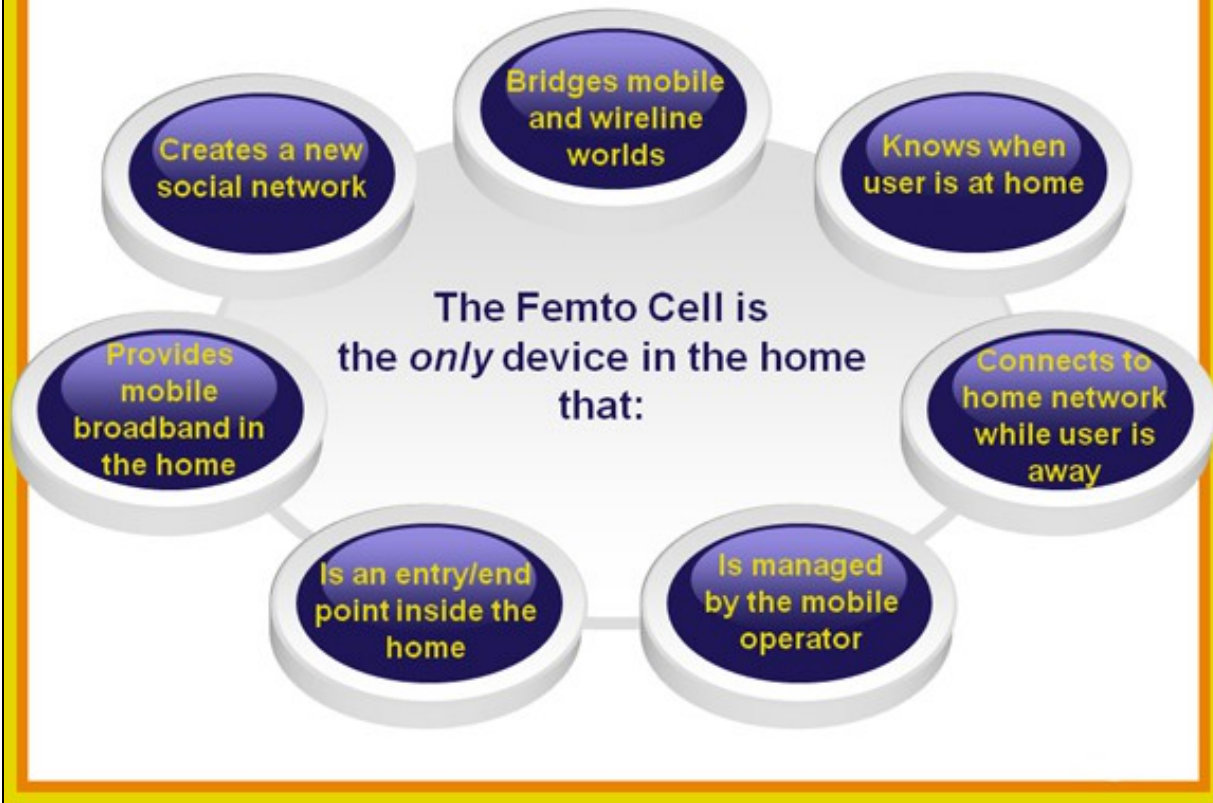 Bridges mobile
and wireline
worlds
Creates a new
social network
Knows when
user is at home
The Femto Cell is
the only device in the home
that:
Provides
mobile
broadband in
the home
Connects to
home network
while user is
away
Is an entry/end
point inside the
home
Is managed
by the mobile
operator